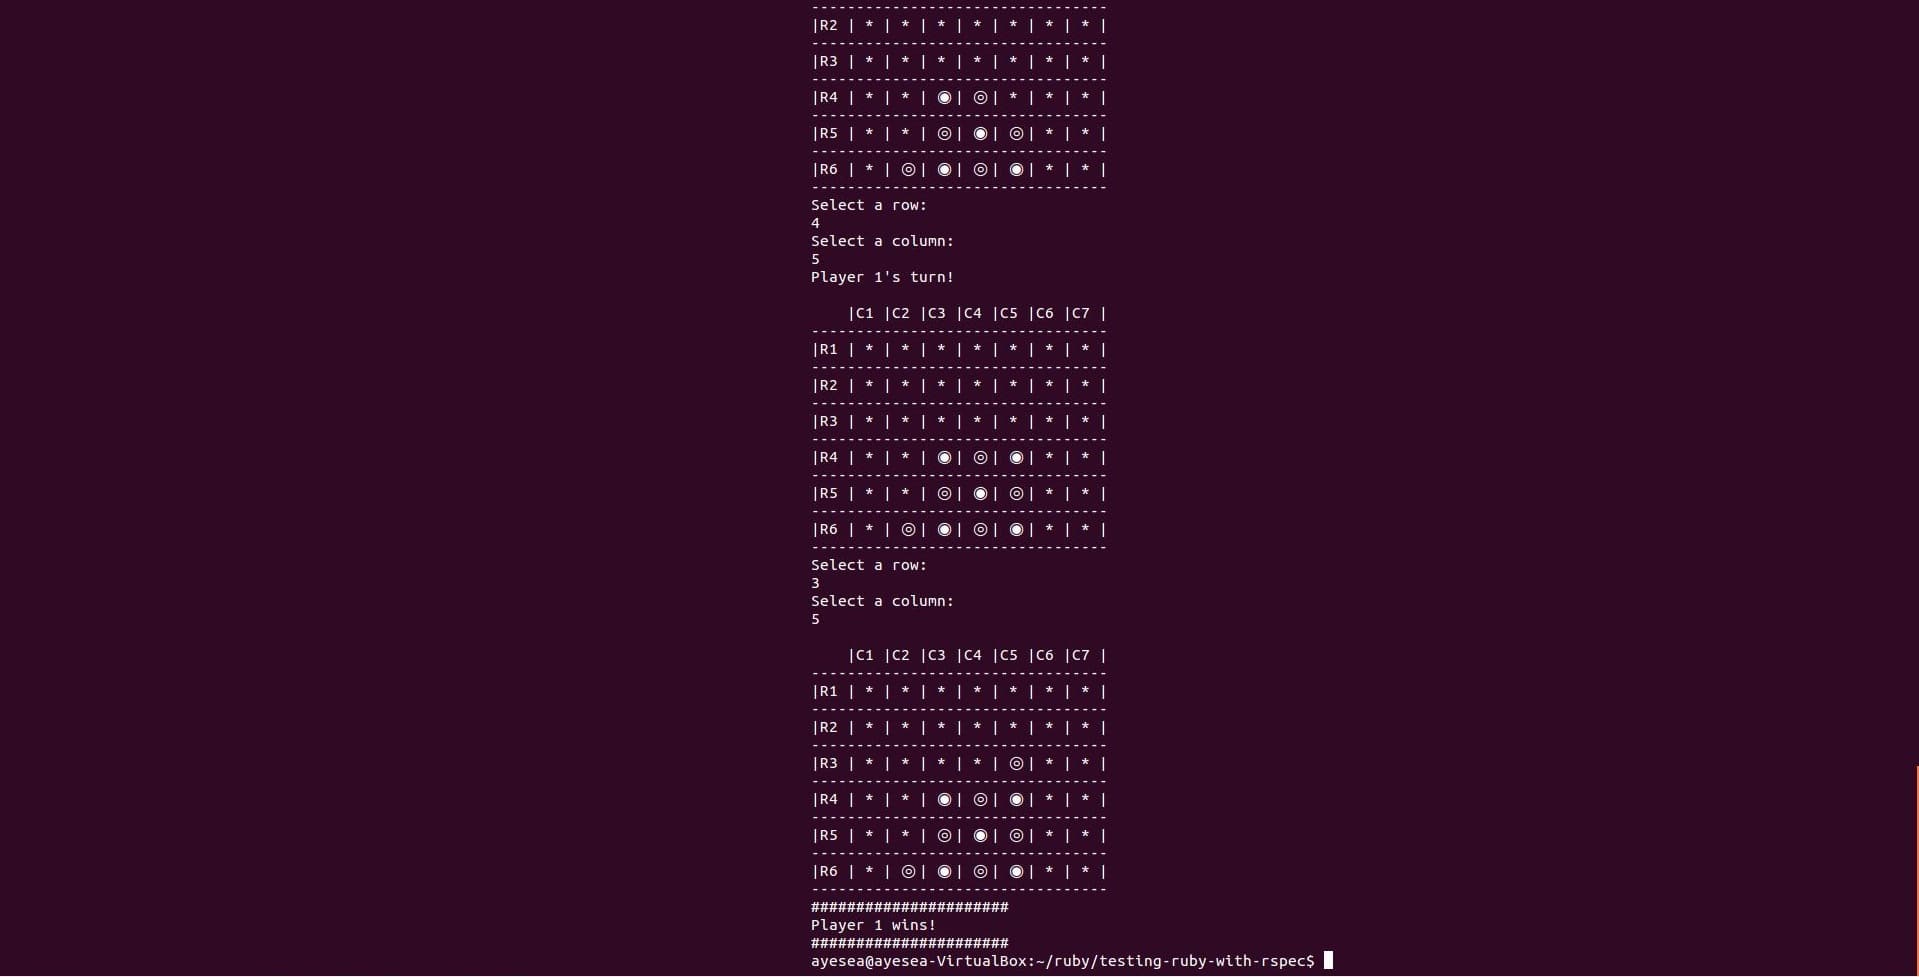 ---------------------------------
|R2 | * | * | * | * | * | * | * |
---------------------------------
|R3 | * | * | * | * | * | * | * |
---------------------------------
|R4 | * | * | ◉ | ◎ | * | * | * |
---------------------------------
|R5 | * | * | ◎ | ◉ | ◎ | * | * |
---------------------------------
|R6 | * | ◎ | ◉ | ◎ | ◉ | * | * |
---------------------------------
Select a row:
4
Select a column:
5
Player 1's turn!
    |C1 |C2 |C3 |C4 |C5 |C6 |C7 |
---------------------------------
|R1 | * | * | * | * | * | * | * |
---------------------------------
|R2 | * | * | * | * | * | * | * |
---------------------------------
|R3 | * | * | * | * | * | * | * |
---------------------------------
|R4 | * | * | ◉ | ◎ | ◉ | * | * |
---------------------------------
|R5 | * | * | ◎ | ◉ | ◎ | * | * |
---------------------------------
|R6 | * | ◎ | ◉ | ◎ | ◉ | * | * |
---------------------------------
Select a row:
3
Select a column:
5
    |C1 |C2 |C3 |C4 |C5 |C6 |C7 |
---------------------------------
|R1 | * | * | * | * | * | * | * |
---------------------------------
|R2 | * | * | * | * | * | * | * |
---------------------------------
|R3 | * | * | * | * | ◎ | * | * |
---------------------------------
|R4 | * | * | ◉ | ◎ | ◉ | * | * |
---------------------------------
|R5 | * | * | ◎ | ◉ | ◎ | * | * |
---------------------------------
|R6 | * | ◎ | ◉ | ◎ | ◉ | * | * |
---------------------------------
######################
Player 1 wins!
######################
ayesea@ayesea-VirtualBox:~/ruby/testing-ruby-with-rspec$